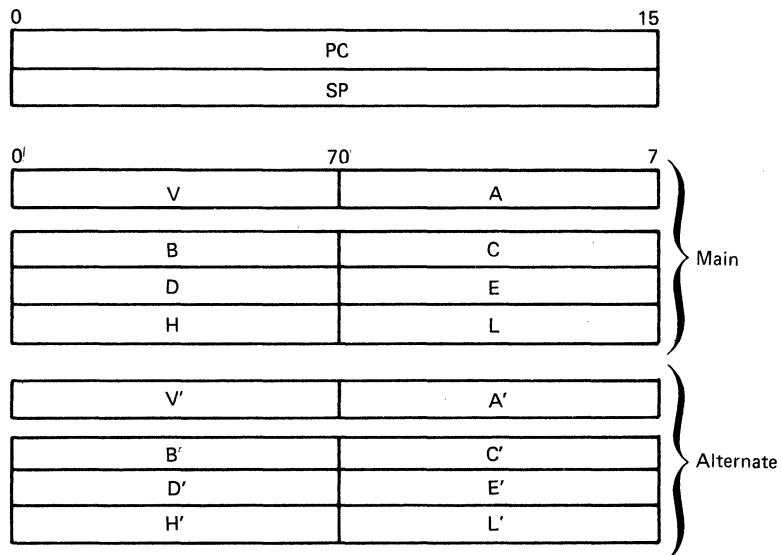 0 15
PC
SP
0 70 7
V A
B C
D E
H L
Main
V' A'
B' C'
D' E'
H' L'
Alternate